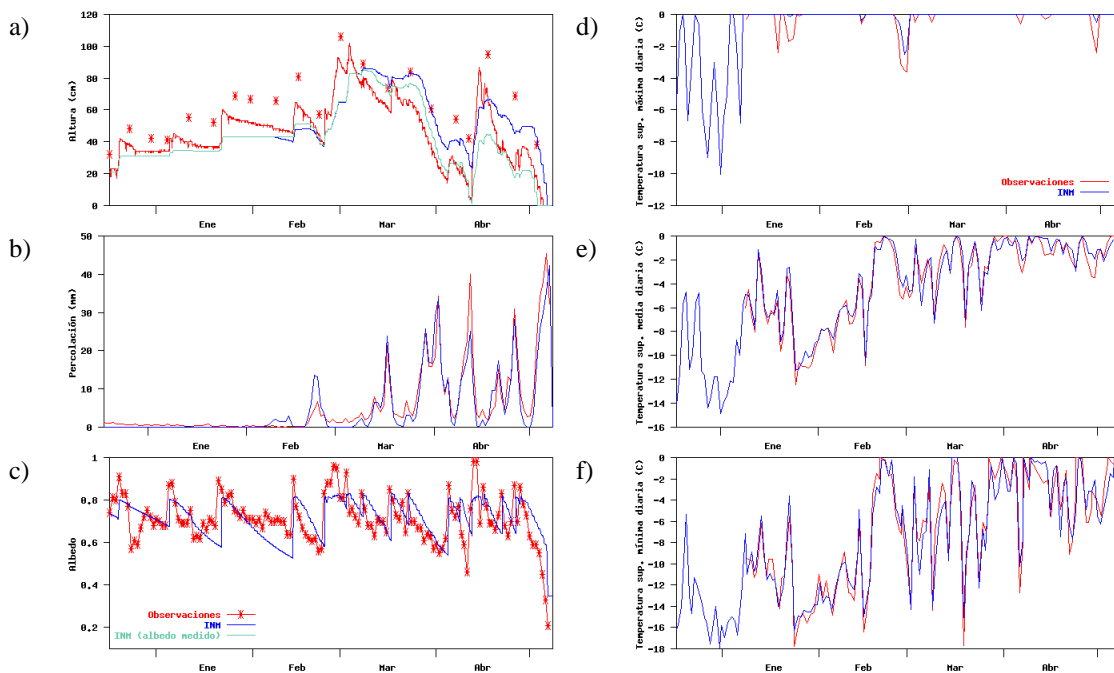 a)
Altura (cm)
120
100
80
60
40
20
0
Ene
Feb
Mar
Abr
b)
Percolación (mm)
50
40
30
20
10
0
Ene
Feb
Mar
Abr
c)
Albedo
1
0.8
0.6
0.4
0.2
Observaciones
INM
INM (albedo medido)
Ene
Feb
Mar
Abr
d)
Temperatura sup. máxima diaria (C)
0
-2
-4
-6
-8
-10
-12
Observaciones
INM
Ene
Feb
Mar
Abr
e)
Temperatura sup. media diaria (C)
0
-2
-4
-6
-8
-10
-12
-14
-16
Ene
Feb
Mar
Abr
f)
Temperatura sup. mínima diaria (C)
0
-2
-4
-6
-8
-10
-12
-14
-16
-18
Ene
Feb
Mar
Abr